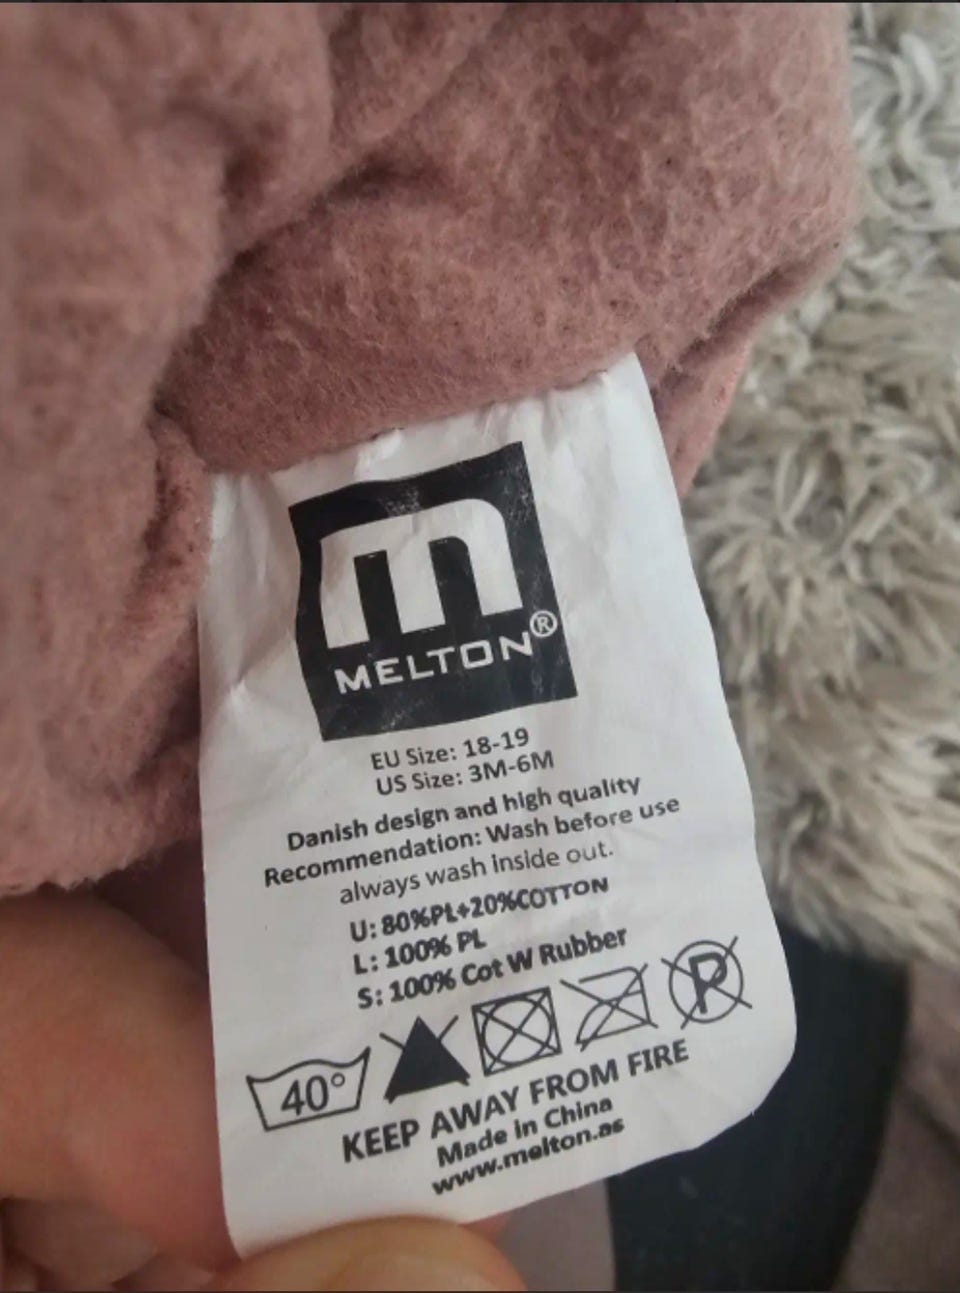 m
MELTON®
EU Size: 18-19
US Size: 3M-6M
Danish design and high quality
Recommendation: Wash before use
always wash inside out.
U: 80%PL+20%COTTON
L: 100% PL
S: 100% Cot W Rubber
40° P
KEEP AWAY FROM FIRE
Made in China
www.melton.as